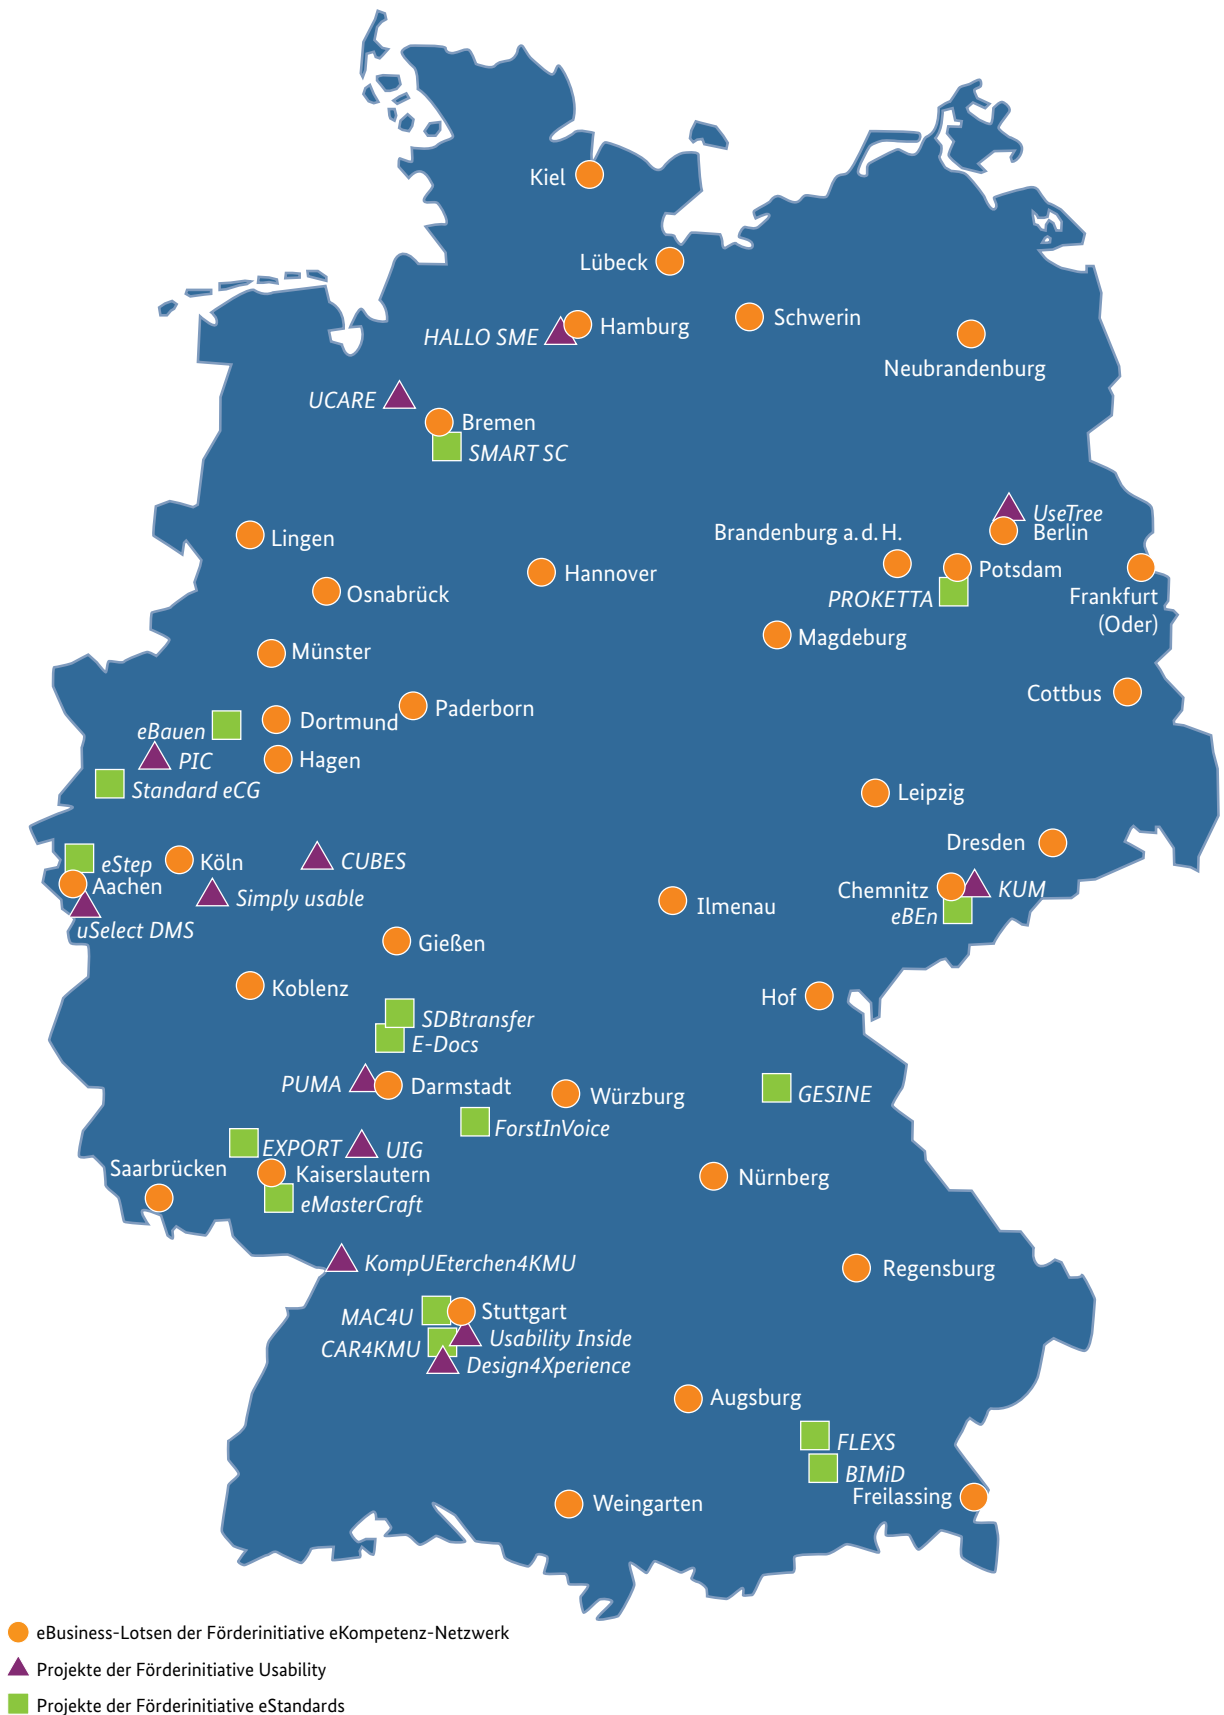 Kiel
Lübeck
Schwerin
HALLO SME
Hamburg
Neubrandenburg
UCARE
Bremen
SMART SC
UseTree
Brandenburg a. d. H.
Berlin
Lingen
Hannover
Potsdam
Osnabrück
PROKETTA
Frankfurt
(Oder)
Magdeburg
Münster
Cottbus
Paderborn
Dortmund
eBauen
PIC
Hagen
Standard eCG
Leipzig
Dresden
eStep
Köln
CUBES
Aachen
Chemnitz
KUM
Simply usable
Ilmenau
eBEn
uSelect DMS
Gießen
Koblenz
Hof
SDBtransfer
E-Docs
PUMA
Darmstadt
Würzburg
GESINE
ForstInVoice
EXPORT
UIG
Saarbrücken
Kaiserslautern
Nürnberg
eMasterCraft
KompUEterchen4KMU
Regensburg
MAC4U
Stuttgart
Usability Inside
CAR4KMU
Design4Xperience
Augsburg
FLEXS
BIMiD
Freilassing
Weingarten
eBusiness-Lotsen der Förderinitiative eKompetenz-Netzwerk
Projekte der Förderinitiative Usability
Projekte der Förderinitiative eStandards